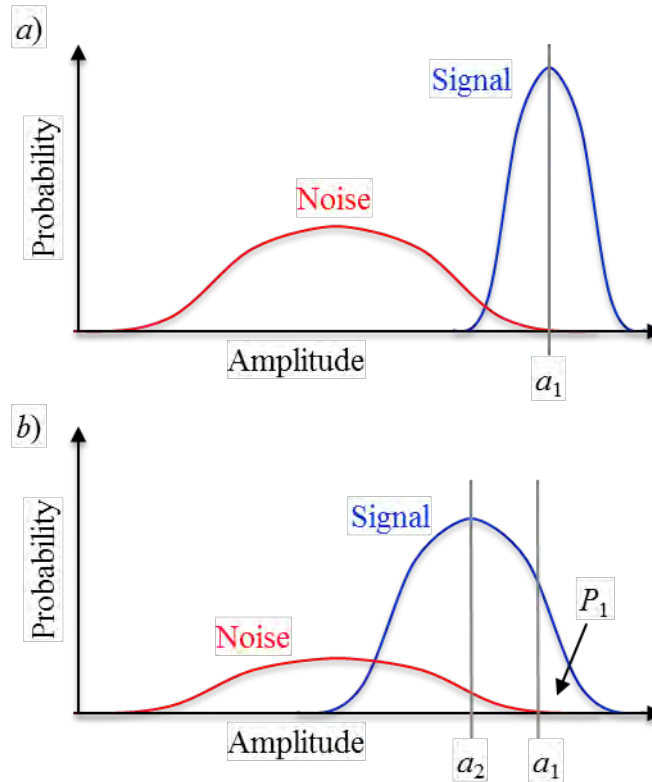 a)
Signal
Noise
Probability
Amplitude
a1
b)
Signal
P1
Noise
Probability
Amplitude
a2
a1